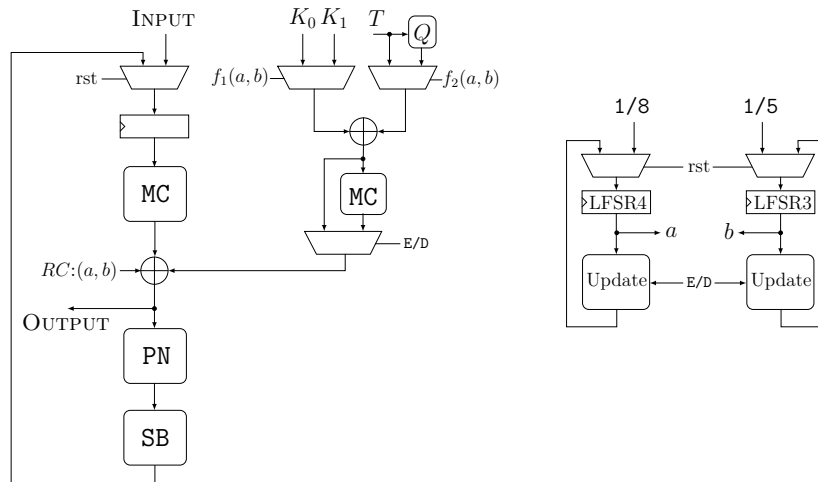 INPUT
K₀ K₁
T
Q
rst
f₁(a, b)
f₂(a, b)
MC
MC
E/D
RC:(a, b)
OUTPUT
PN
SB
1/8
1/5
rst
LFSR4
LFSR3
a
b
Update
E/D
Update